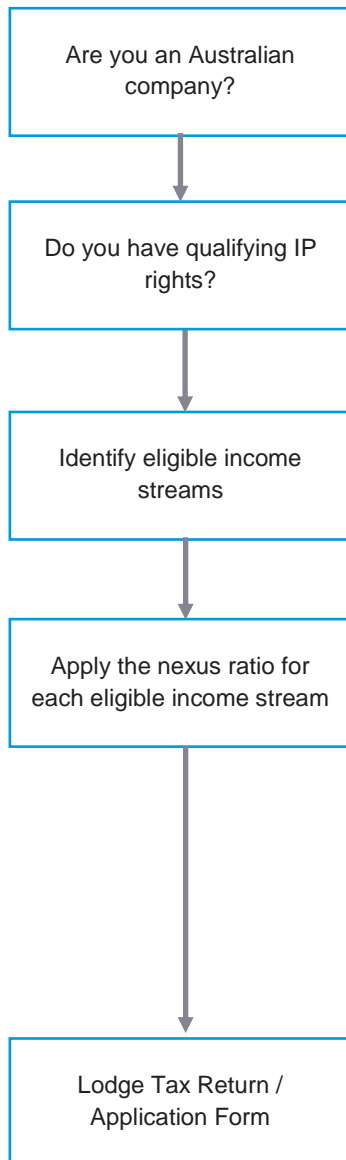 Are you an Australian
company?
Do you have qualifying IP
rights?
Identify eligible income
streams
Apply the nexus ratio for
each eligible income stream
Lodge Tax Return /
Application Form